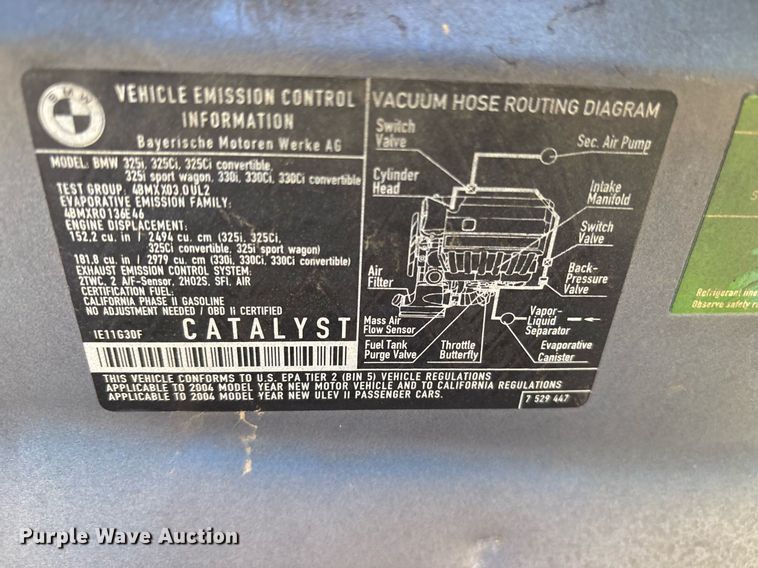 BMW
VEHICLE EMISSION CONTROL
INFORMATION
Bayerische Motoren Werke AG
MODEL: BMW 325i, 325Ci, 325Ci convertible,
325i sport wagon, 330i, 330Ci, 330Ci convertible
TEST GROUP: 4BMXX03.0UL2
EVAPORATIVE EMISSION FAMILY:
4BMXR0136E46
ENGINE DISPLACEMENT:
152.2 cu. in / 2494 cu. cm (325i, 325Ci,
325Ci convertible, 325i sport wagon)
181.8 cu. in / 2979 cu. cm (330i, 330Ci, 330Ci convertible)
EXHAUST EMISSION CONTROL SYSTEM:
2TWC, 2 A/F-Sensor, 2HO2S, SFI, AIR
CERTIFICATION FUEL:
CALIFORNIA PHASE II GASOLINE
NO ADJUSTMENT NEEDED / OBD II CERTIFIED
IE11G30F
CATALYST
VACUUM HOSE ROUTING DIAGRAM
Switch
Valve
Sec. Air Pump
Cylinder
Head
Intake
Manifold
Switch
Valve
Back-
Pressure
Valve
Air
Filter
Mass Air
Flow Sensor
Fuel Tank
Purge Valve
Throttle
Butterfly
Vapor-
Liquid
Separator
Evaporative
Canister
THIS VEHICLE CONFORMS TO U.S. EPA TIER 2 (BIN 5) VEHICLE REGULATIONS
APPLICABLE TO 2004 MODEL YEAR NEW MOTOR VEHICLE AND TO CALIFORNIA REGULATIONS
APPLICABLE TO 2004 MODEL YEAR NEW ULEV II PASSENGER CARS.
7 529 447
S
Refrigerant line
Observe safety
Purple Wave Auction